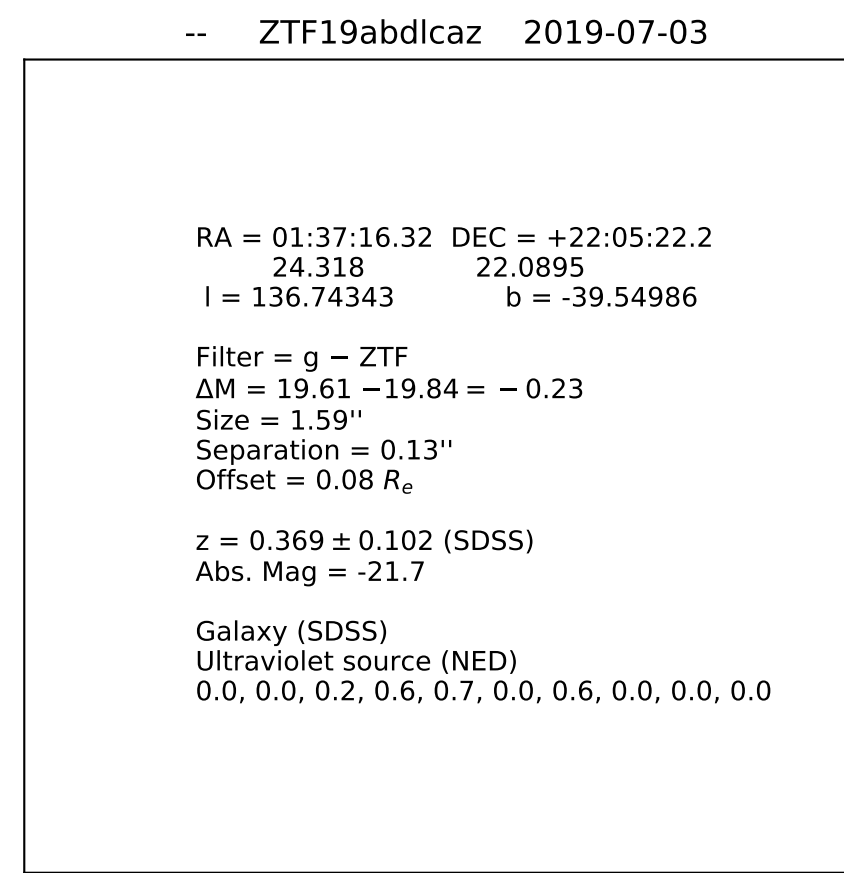 -- ZTF19abdlcaz 2019-07-03
RA = 01:37:16.32 DEC = +22:05:22.2
24.318 22.0895
l = 136.74343 b = -39.54986
Filter = g − ZTF
ΔM = 19.61 −19.84 = − 0.23
Size = 1.59''
Separation = 0.13''
Offset = 0.08 Re
z = 0.369 ± 0.102 (SDSS)
Abs. Mag = -21.7
Galaxy (SDSS)
Ultraviolet source (NED)
0.0, 0.0, 0.2, 0.6, 0.7, 0.0, 0.6, 0.0, 0.0, 0.0